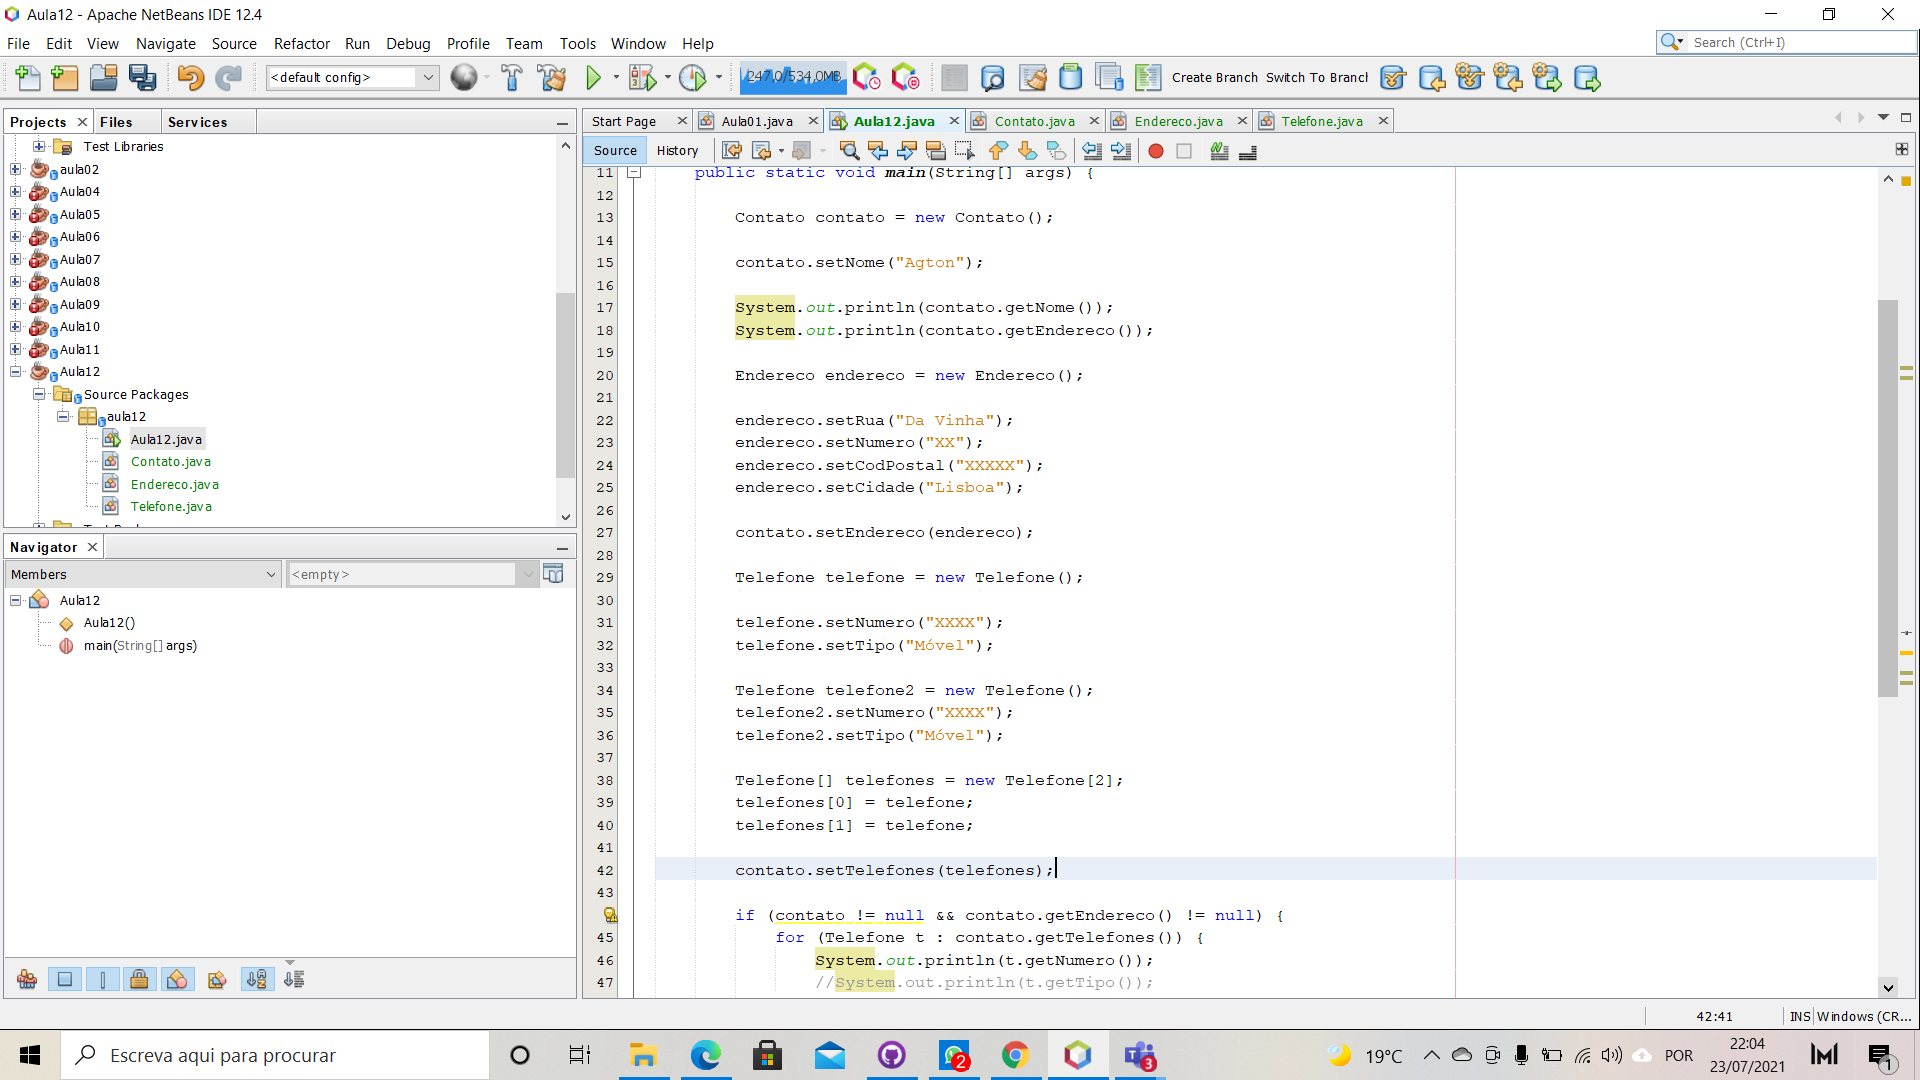 Aula12 - Apache NetBeans IDE 12.4
File Edit View Navigate Source Refactor Run Debug Profile Team Tools Window Help
Search (Ctrl+I)
<default config>
247,0/534,0MB
Create Branch Switch To Branch
Projects Files Services
Test Libraries
aula02
Aula04
Aula05
Aula06
Aula07
Aula08
Aula09
Aula10
Aula11
Aula12
Source Packages
aula12
Aula12.java
Contato.java
Endereco.java
Telefone.java
Navigator
Members <empty>
Aula12
Aula12()
main(String[] args)
Start Page Aula01.java Aula12.java Contato.java Endereco.java Telefone.java
Source History
11 public static void main(String[] args) {
12
13 Contato contato = new Contato();
14
15 contato.setNome("Agton");
16
17 System.out.println(contato.getNome());
18 System.out.println(contato.getEndereco());
19
20 Endereco endereco = new Endereco();
21
22 endereco.setRua("Da Vinha");
23 endereco.setNumero("XX");
24 endereco.setCodPostal("XXXXX");
25 endereco.setCidade("Lisboa");
26
27 contato.setEndereco(endereco);
28
29 Telefone telefone = new Telefone();
30
31 telefone.setNumero("XXXX");
32 telefone.setTipo("Móvel");
33
34 Telefone telefone2 = new Telefone();
35 telefone2.setNumero("XXXX");
36 telefone2.setTipo("Móvel");
37
38 Telefone[] telefones = new Telefone[2];
39 telefones[0] = telefone;
40 telefones[1] = telefone;
41
42 contato.setTelefones(telefones);
43
if (contato != null && contato.getEndereco() != null) {
45 for (Telefone t : contato.getTelefones()) {
46 System.out.println(t.getNumero());
47 //System.out.println(t.getTipo());
42:41 INS Windows (CR...
Escreva aqui para procurar
2
3
19°C
POR
22:04
23/07/2021
1